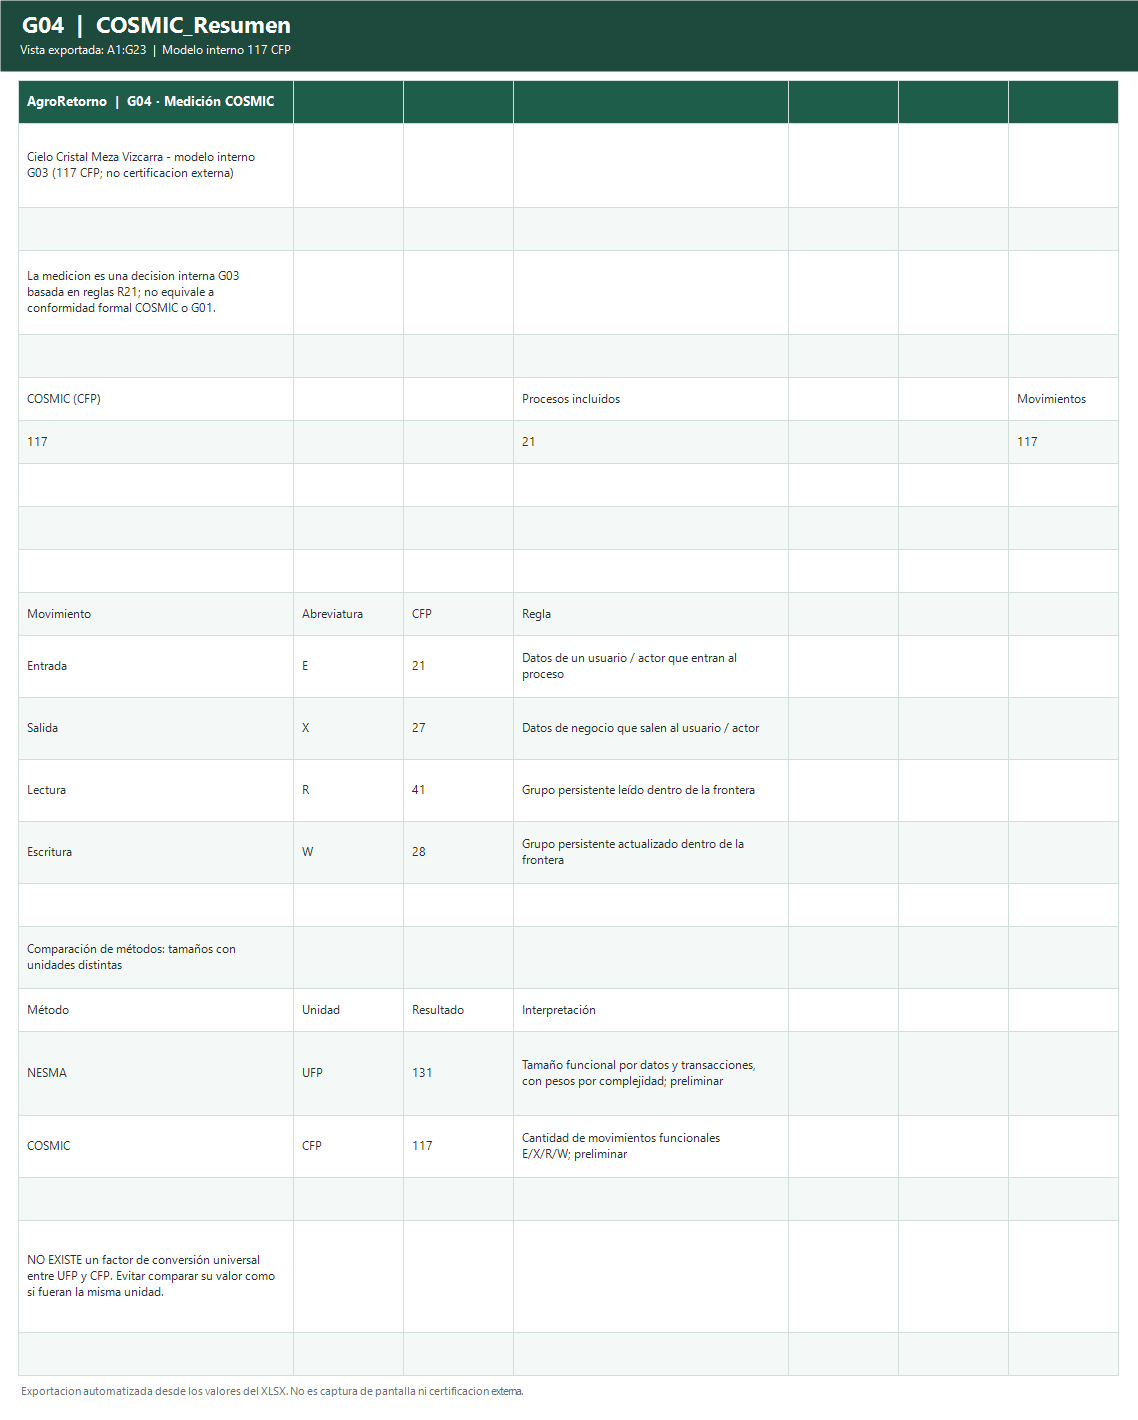 G04 | COSMIC_Resumen
Vista exportada: A1:G23 | Modelo interno 117 CFP
AgroRetorno | G04 · Medición COSMIC
Cielo Cristal Meza Vizcarra - modelo interno
G03 (117 CFP; no certificacion externa)
La medicion es una decision interna G03
basada en reglas R21; no equivale a
conformidad formal COSMIC o G01.
COSMIC (CFP) Procesos incluidos Movimientos
117 21 117
Movimiento Abreviatura CFP Regla
Entrada E 21 Datos de un usuario / actor que entran al
proceso
Salida X 27 Datos de negocio que salen al usuario / actor
Lectura R 41 Grupo persistente leído dentro de la frontera
Escritura W 28 Grupo persistente actualizado dentro de la
frontera
Comparación de métodos: tamaños con
unidades distintas
Método Unidad Resultado Interpretación
NESMA UFP 131 Tamaño funcional por datos y transacciones,
con pesos por complejidad; preliminar
COSMIC CFP 117 Cantidad de movimientos funcionales
E/X/R/W; preliminar
NO EXISTE un factor de conversión universal
entre UFP y CFP. Evitar comparar su valor como
si fueran la misma unidad.
Exportacion automatizada desde los valores del XLSX. No es captura de pantalla ni certificacion externa.